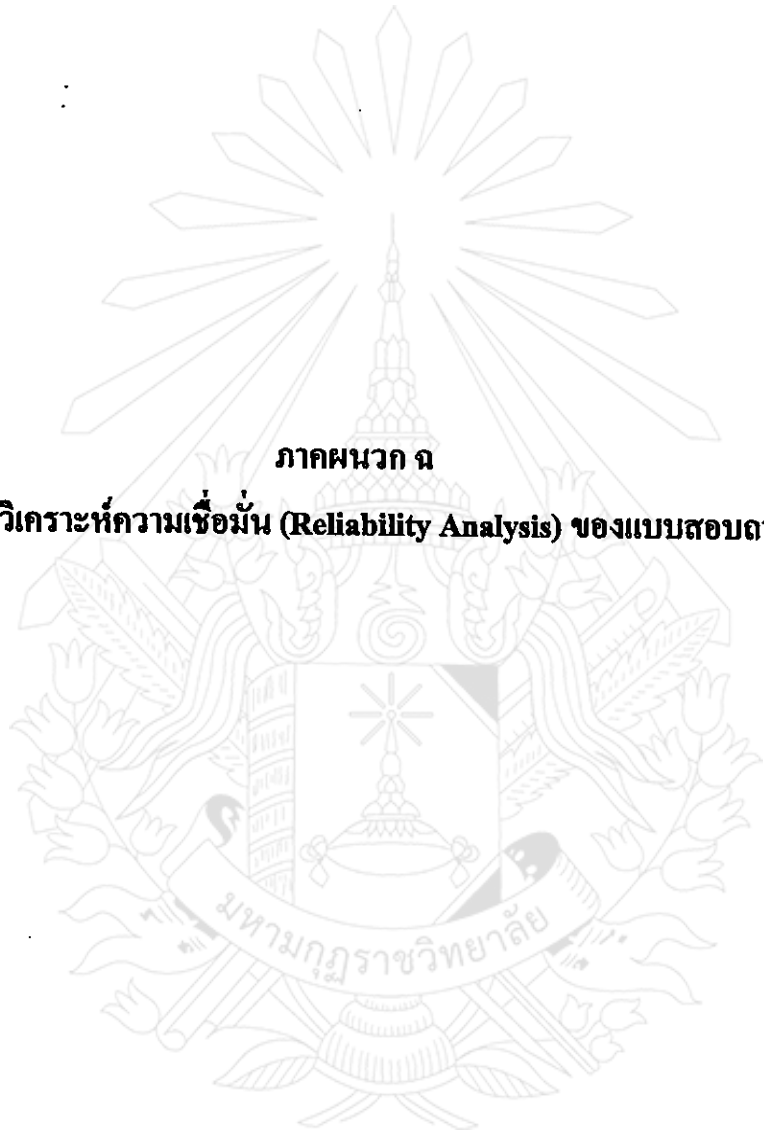 ภาคผนวก ฉ
วิเคราะห์ความเชื่อมั่น (Reliability Analysis) ของแบบสอบถ
มหามกุฏราชวิทยาลัย